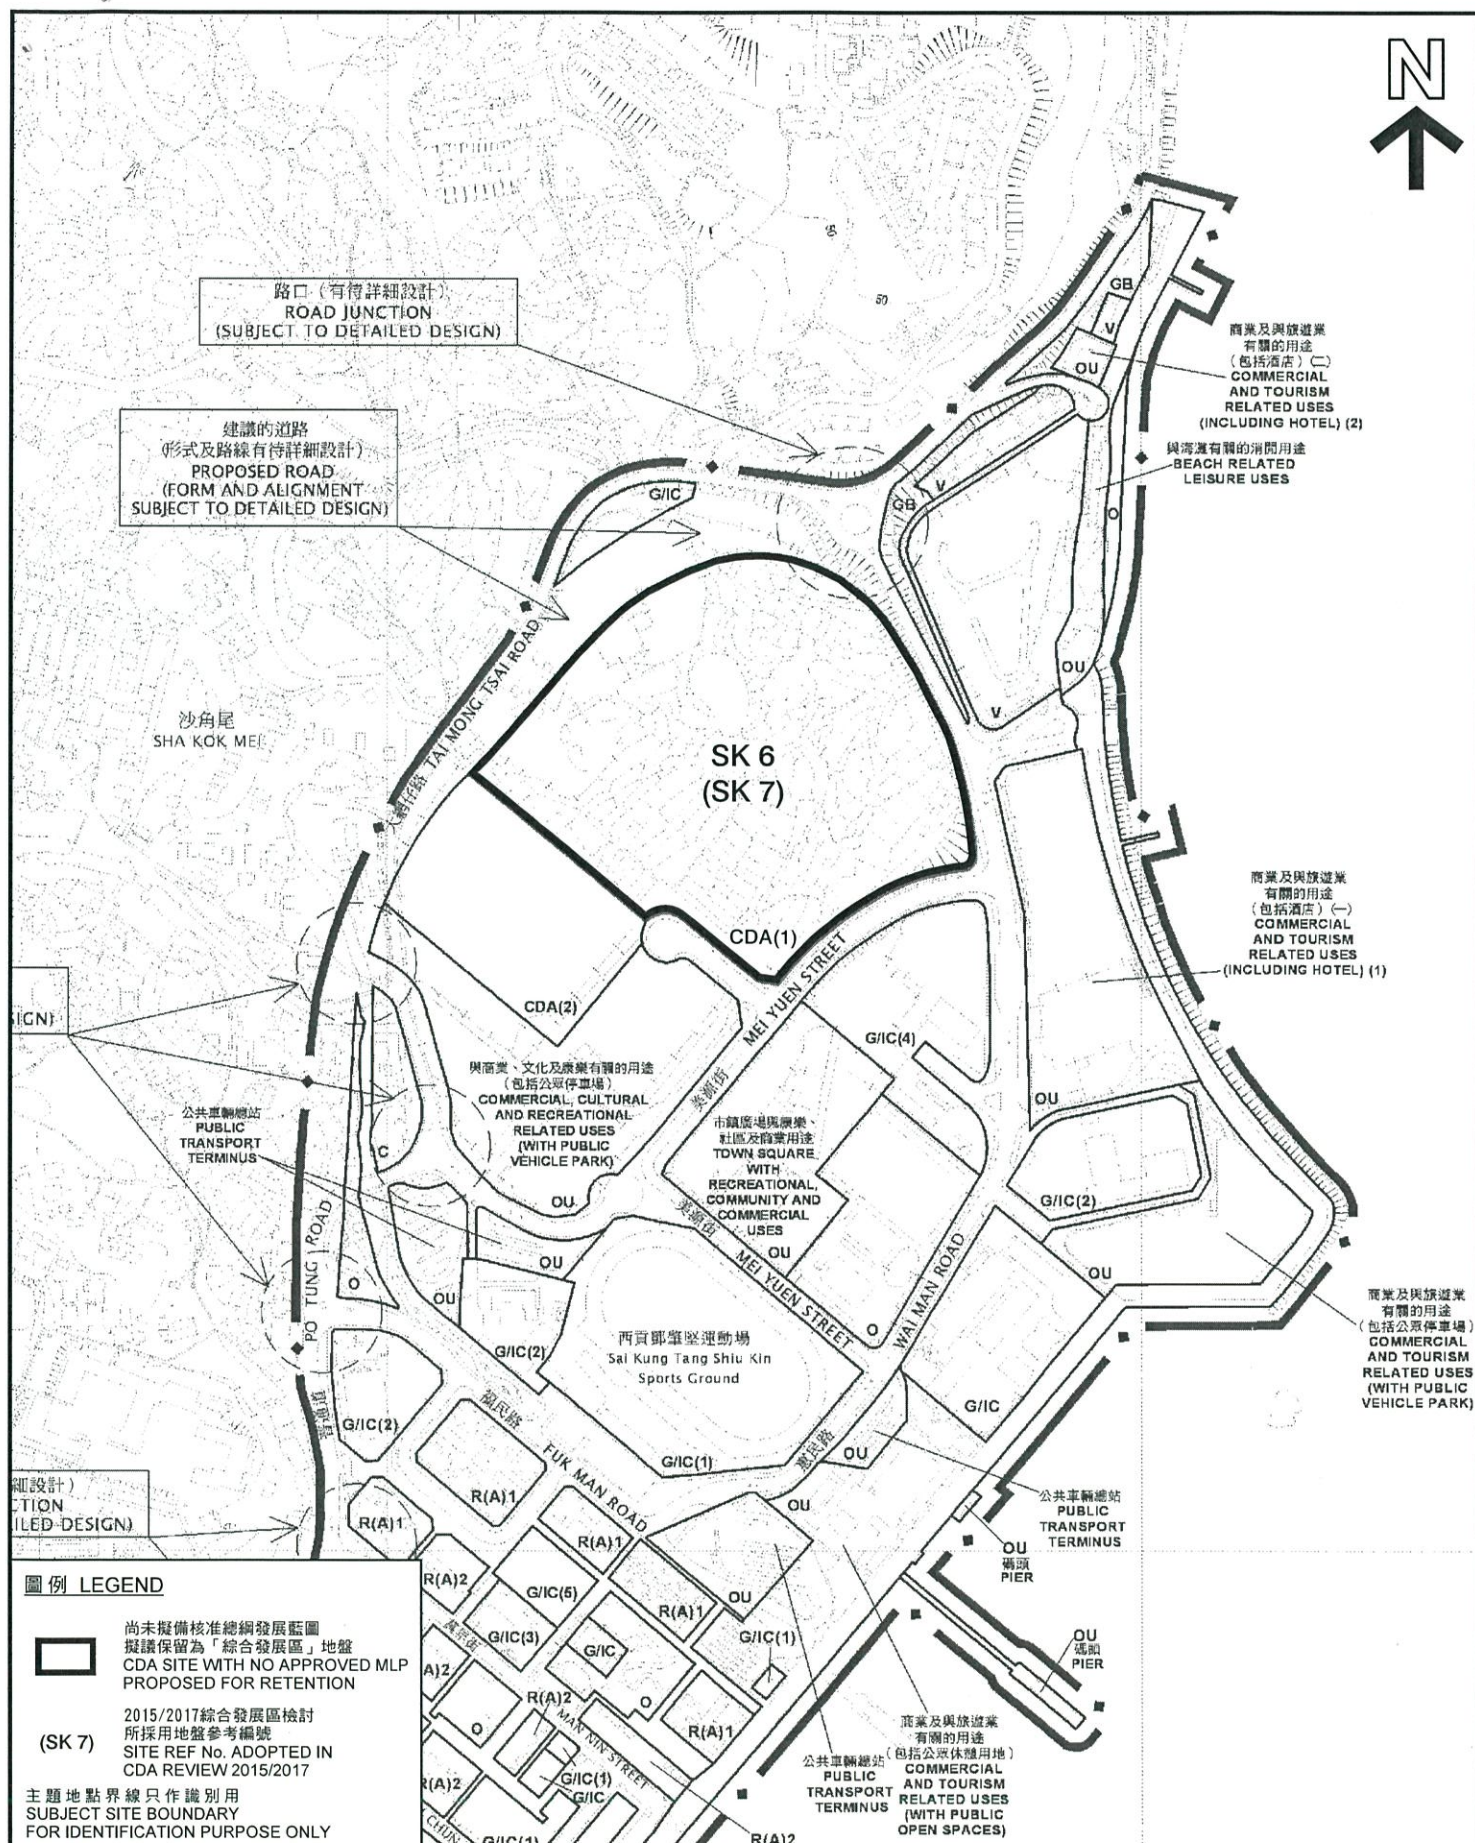 N
路口（有待詳細設計）
ROAD JUNCTION
(SUBJECT TO DETAILED DESIGN)
50
GB
V
OU
商業及與旅遊業
有關的用途
（包括酒店）(二)
COMMERCIAL
AND TOURISM
RELATED USES
(INCLUDING HOTEL) (2)
建議的道路
(形式及路線有待詳細設計)
PROPOSED ROAD
(FORM AND ALIGNMENT
SUBJECT TO DETAILED DESIGN)
與海灘有關的消閒用途
BEACH RELATED
LEISURE USES
G/IC
V
GB
O
TAI MONG TSAI ROAD
OU
V
沙角尾
SHA KOK MEI
SK 6
(SK 7)
商業及與旅遊業
有關的用途
（包括酒店）(一)
COMMERCIAL
AND TOURISM
RELATED USES
(INCLUDING HOTEL) (1)
CDA(1)
MEI YUEN STREET
美源街
CDA(2)
IGN)
G/IC(4)
與商業、文化及康樂有關的用途
（包括公眾停車場）
COMMERCIAL, CULTURAL
AND RECREATIONAL
RELATED USES
(WITH PUBLIC
VEHICLE PARK)
OU
公共車輛總站
PUBLIC
TRANSPORT
TERMINUS
C
市鎮廣場與康樂、
社區及商業用途
TOWN SQUARE
WITH
RECREATIONAL,
COMMUNITY AND
COMMERCIAL
USES
OU
OU
G/IC(2)
PO TUNG ROAD
O
OU
OU
美源街
MEI YUEN STREET
WAI MAN ROAD
惠民路
O
OU
商業及與旅遊業
有關的用途
（包括公眾停車場）
COMMERCIAL
AND TOURISM
RELATED USES
(WITH PUBLIC
VEHICLE PARK)
西貢鄧肇堅運動場
Sai Kung Tang Shiu Kin
Sports Ground
G/IC(2)
G/IC
G/IC(2)
福民路
FUK MAN ROAD
G/IC(1)
OU
OU
細設計）
CTION
ILED DESIGN)
R(A)1
R(A)1
R(A)1
公共車輛總站
PUBLIC
TRANSPORT
TERMINUS
OU
碼頭
PIER
R(A)2
G/IC(5)
R(A)1
OU
G/IC(3)
G/IC
G/IC(1)
OU
碼頭
PIER
A)2
R(A)2
O
O
R(A)1
MAN NIN STREET
R(A)2
G/IC(1)
G/IC
CHUN
G/IC(1)
R(A)2
公共車輛總站
PUBLIC
TRANSPORT
TERMINUS
商業及與旅遊業
有關的用途
（包括公眾休憩用地）
COMMERCIAL
AND TOURISM
RELATED USES
(WITH PUBLIC
OPEN SPACES)
圖例 LEGEND
尚未擬備核准總綱發展藍圖
擬議保留為「綜合發展區」地盤
CDA SITE WITH NO APPROVED MLP
PROPOSED FOR RETENTION
(SK 7)
2015/2017綜合發展區檢討
所採用地盤參考編號
SITE REF No. ADOPTED IN
CDA REVIEW 2015/2017
主題地點界線只作識別用
SUBJECT SITE BOUNDARY
FOR IDENTIFICATION PURPOSE ONLY